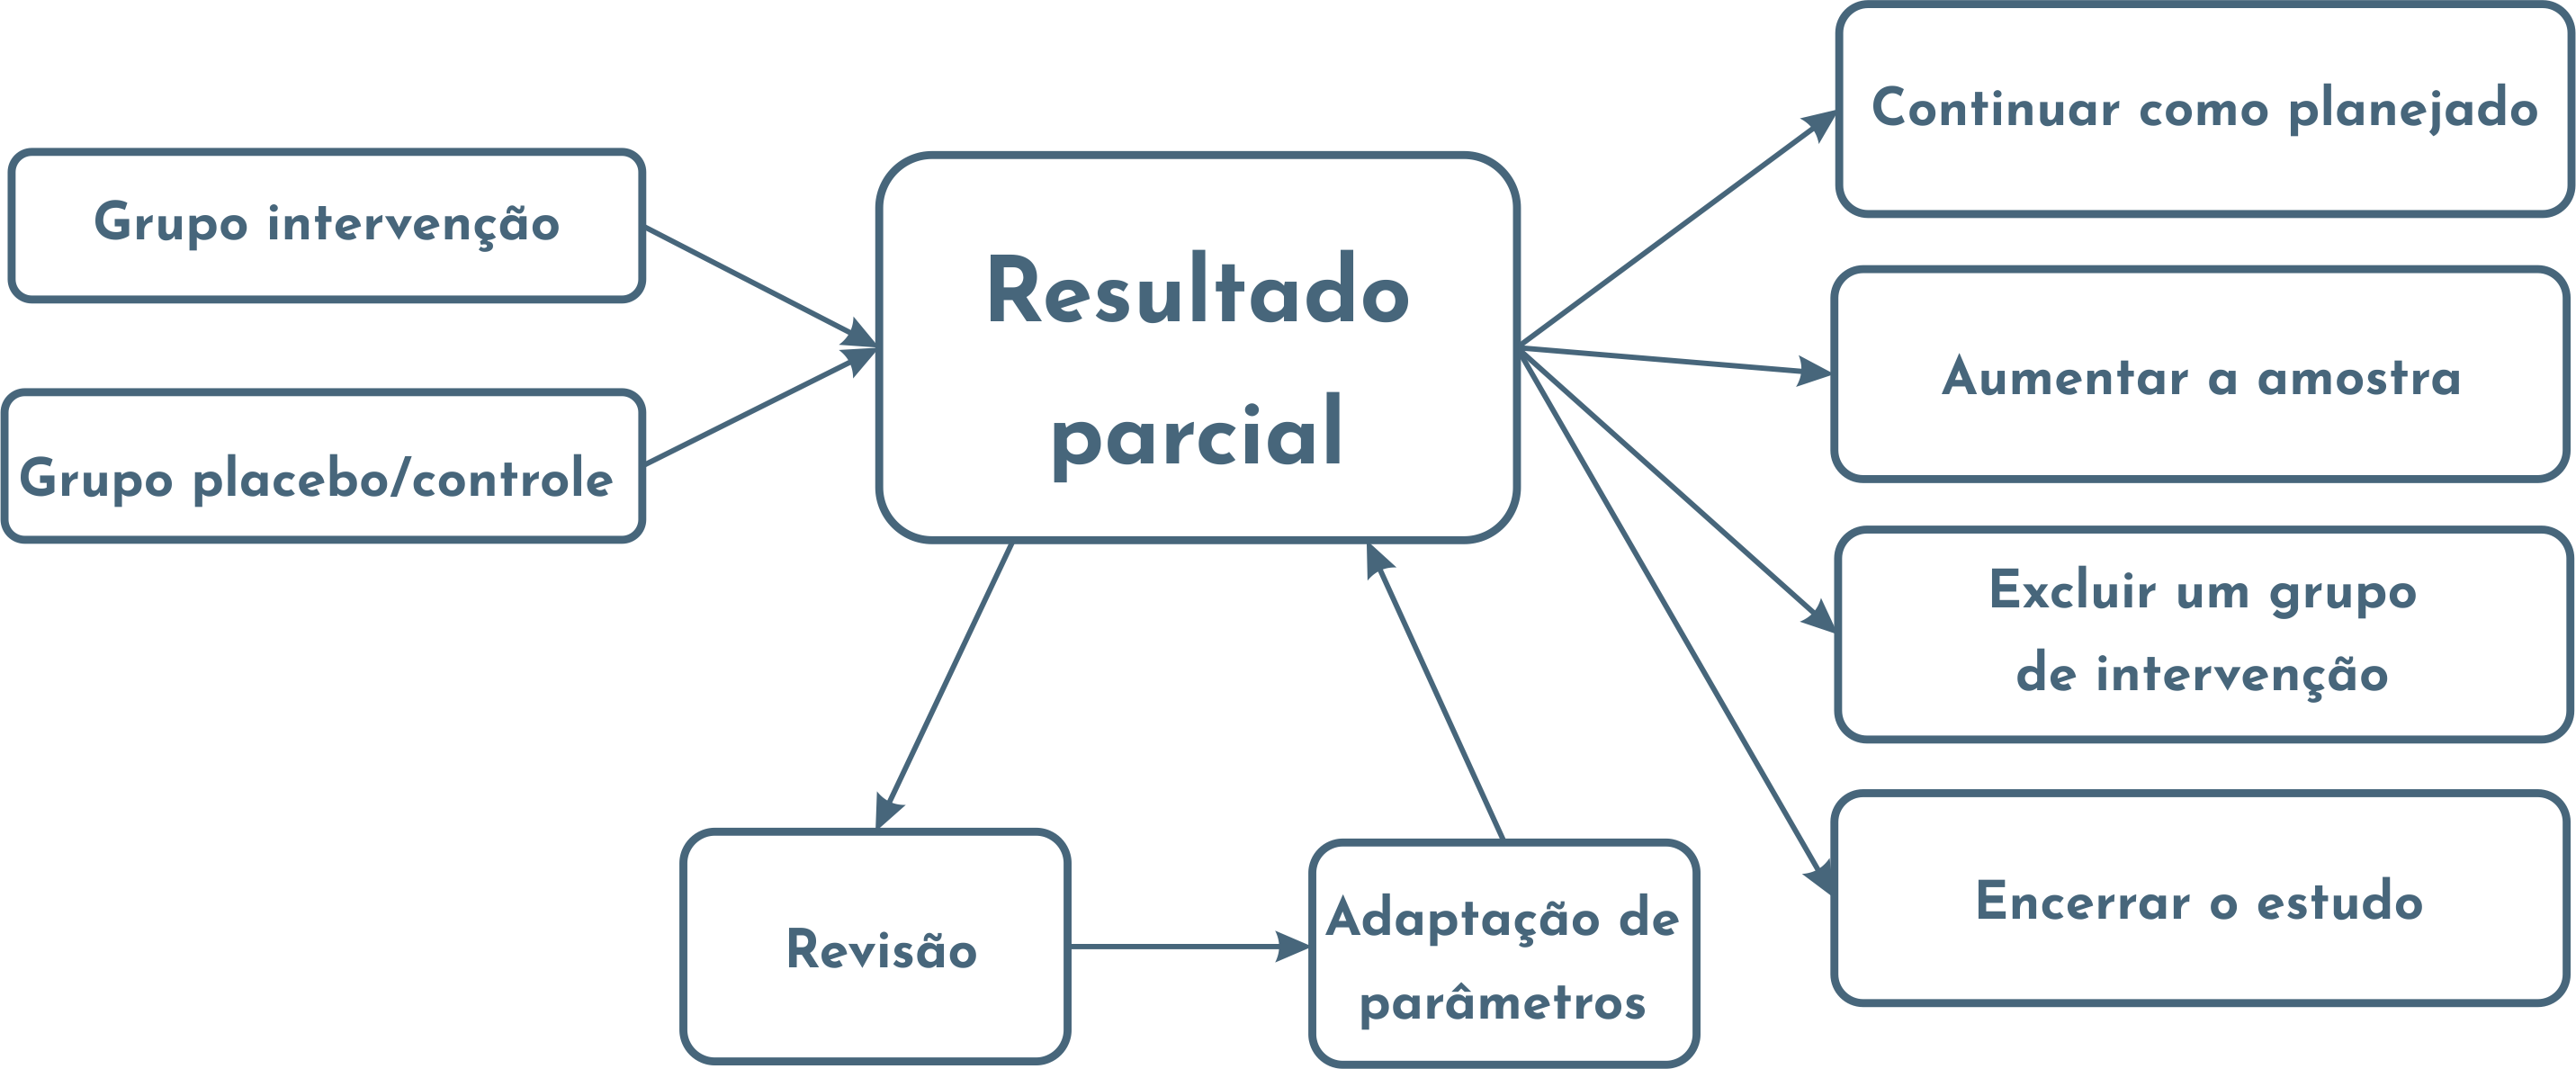 Grupo intervenção
Grupo placebo/controle
Resultado
parcial
Revisão
Adaptação de
parâmetros
Continuar como planejado
Aumentar a amostra
Excluir um grupo
de intervenção
Encerrar o estudo